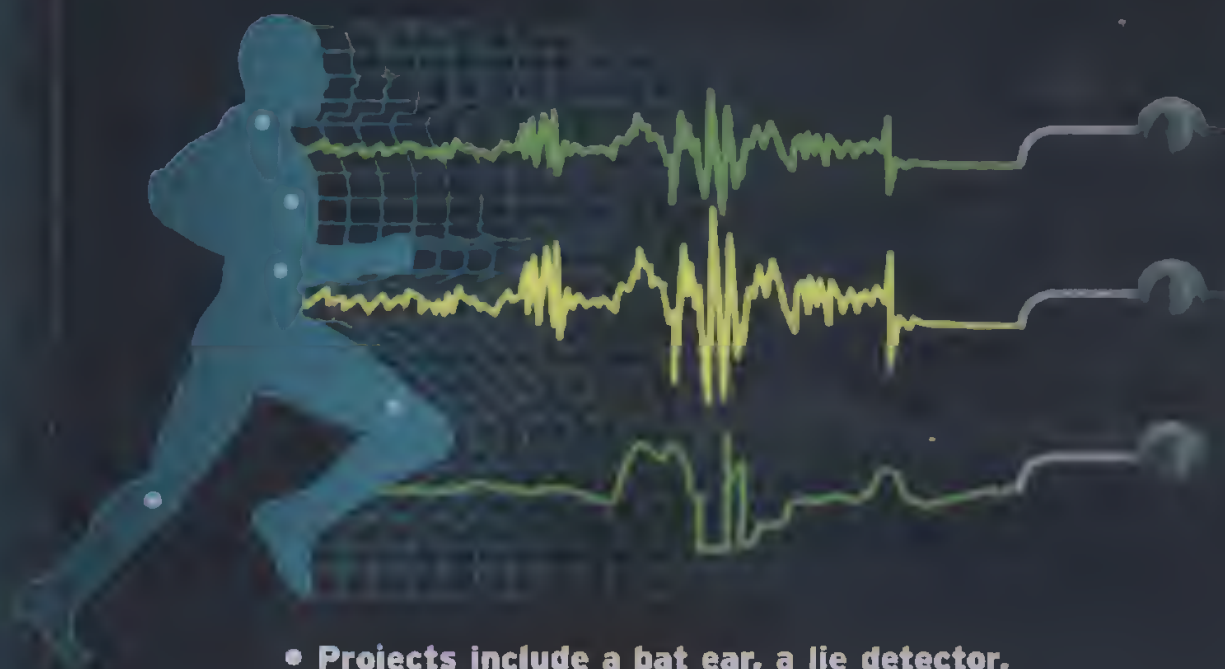 • Projects include a bat ear, a lie detector,